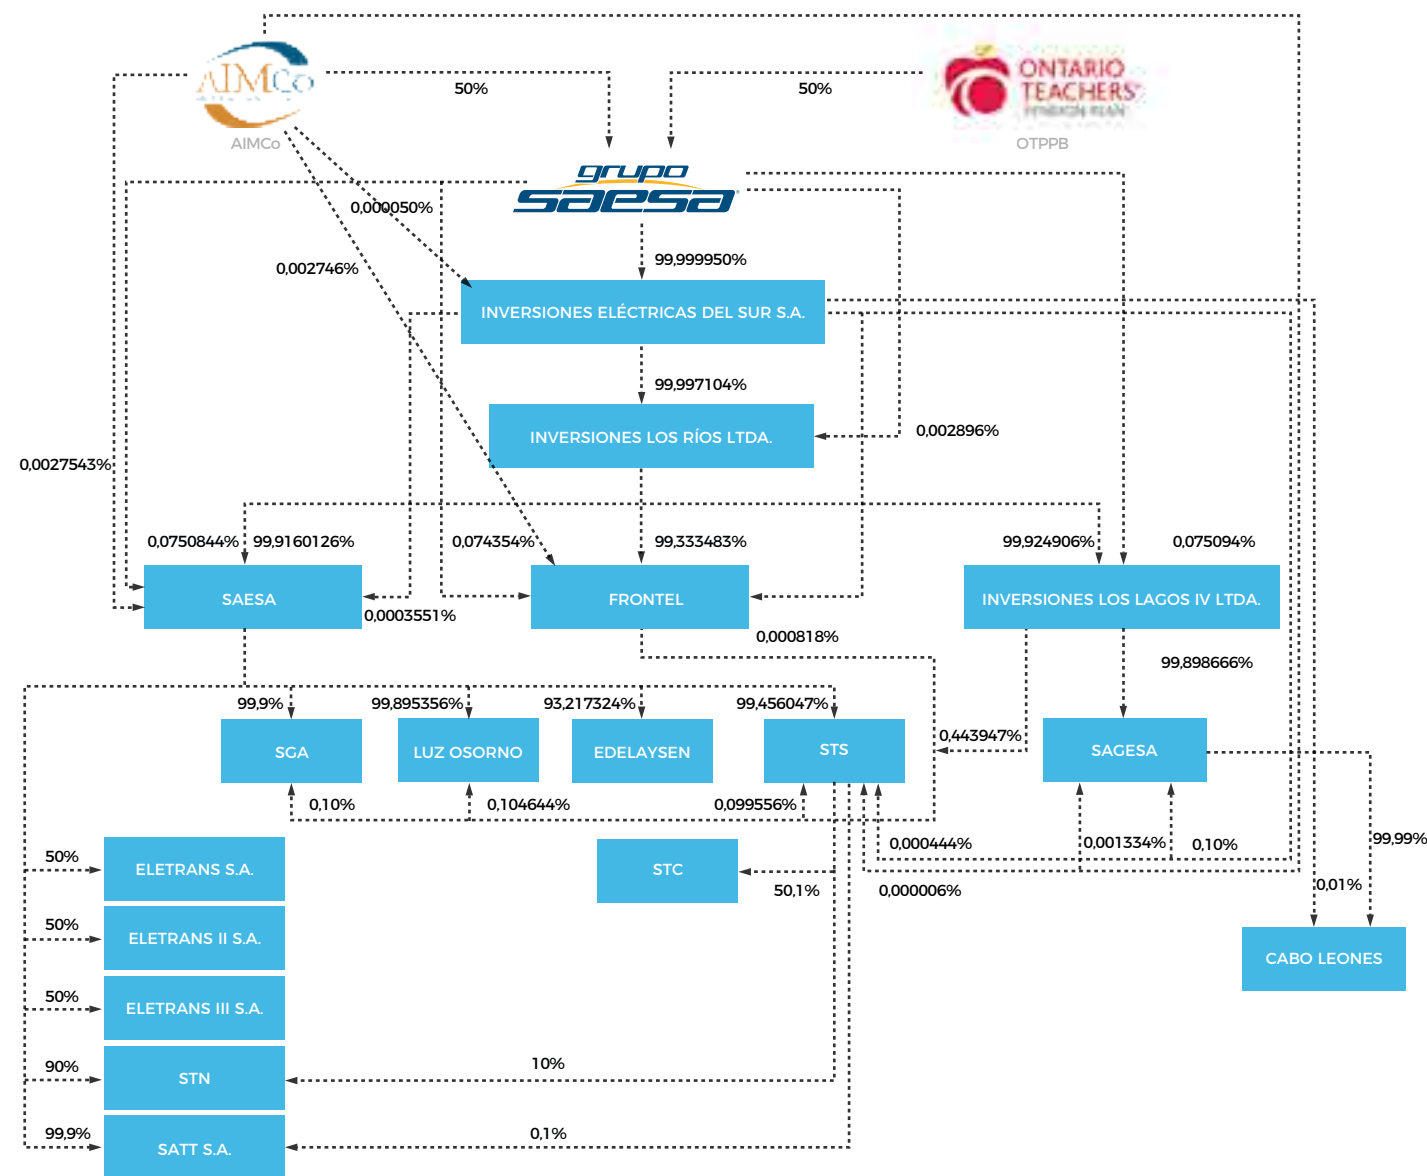 AIMCo
ONTARIO
TEACHERS'
PENSION PLAN
50%
50%
AIMCo
OTPPB
grupo
saesa
0,000050%
99,999950%
0,002746%
INVERSIONES ELÉCTRICAS DEL SUR S.A.
99,997104%
INVERSIONES LOS RÍOS LTDA.
0,002896%
0,0027543%
0,0750844%
99,9160126%
0,074354%
99,333483%
99,924906%
0,075094%
SAESA
FRONTEL
INVERSIONES LOS LAGOS IV LTDA.
0,0003551%
0,000818%
99,898666%
99,9%
99,895356%
93,217324%
99,456047%
0,443947%
SGA
LUZ OSORNO
EDELAYSEN
STS
SAGESA
0,10%
0,104644%
0,099556%
0,000444%
0,001334%
0,10%
99,99%
50%
ELETRANS S.A.
STC
50,1%
0,000006%
0,01%
50%
ELETRANS II S.A.
CABO LEONES
50%
ELETRANS III S.A.
90%
STN
10%
99,9%
SATT S.A.
0,1%